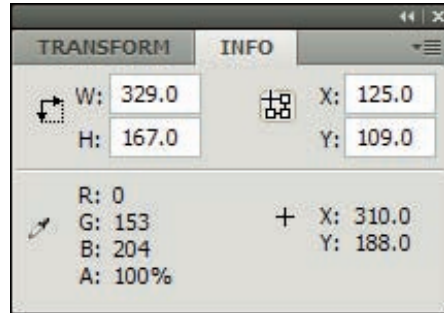 TRANSFORM INFO
W: 329.0 X: 125.0
H: 167.0 Y: 109.0
R: 0
G: 153 X: 310.0
B: 204 Y: 188.0
A: 100%